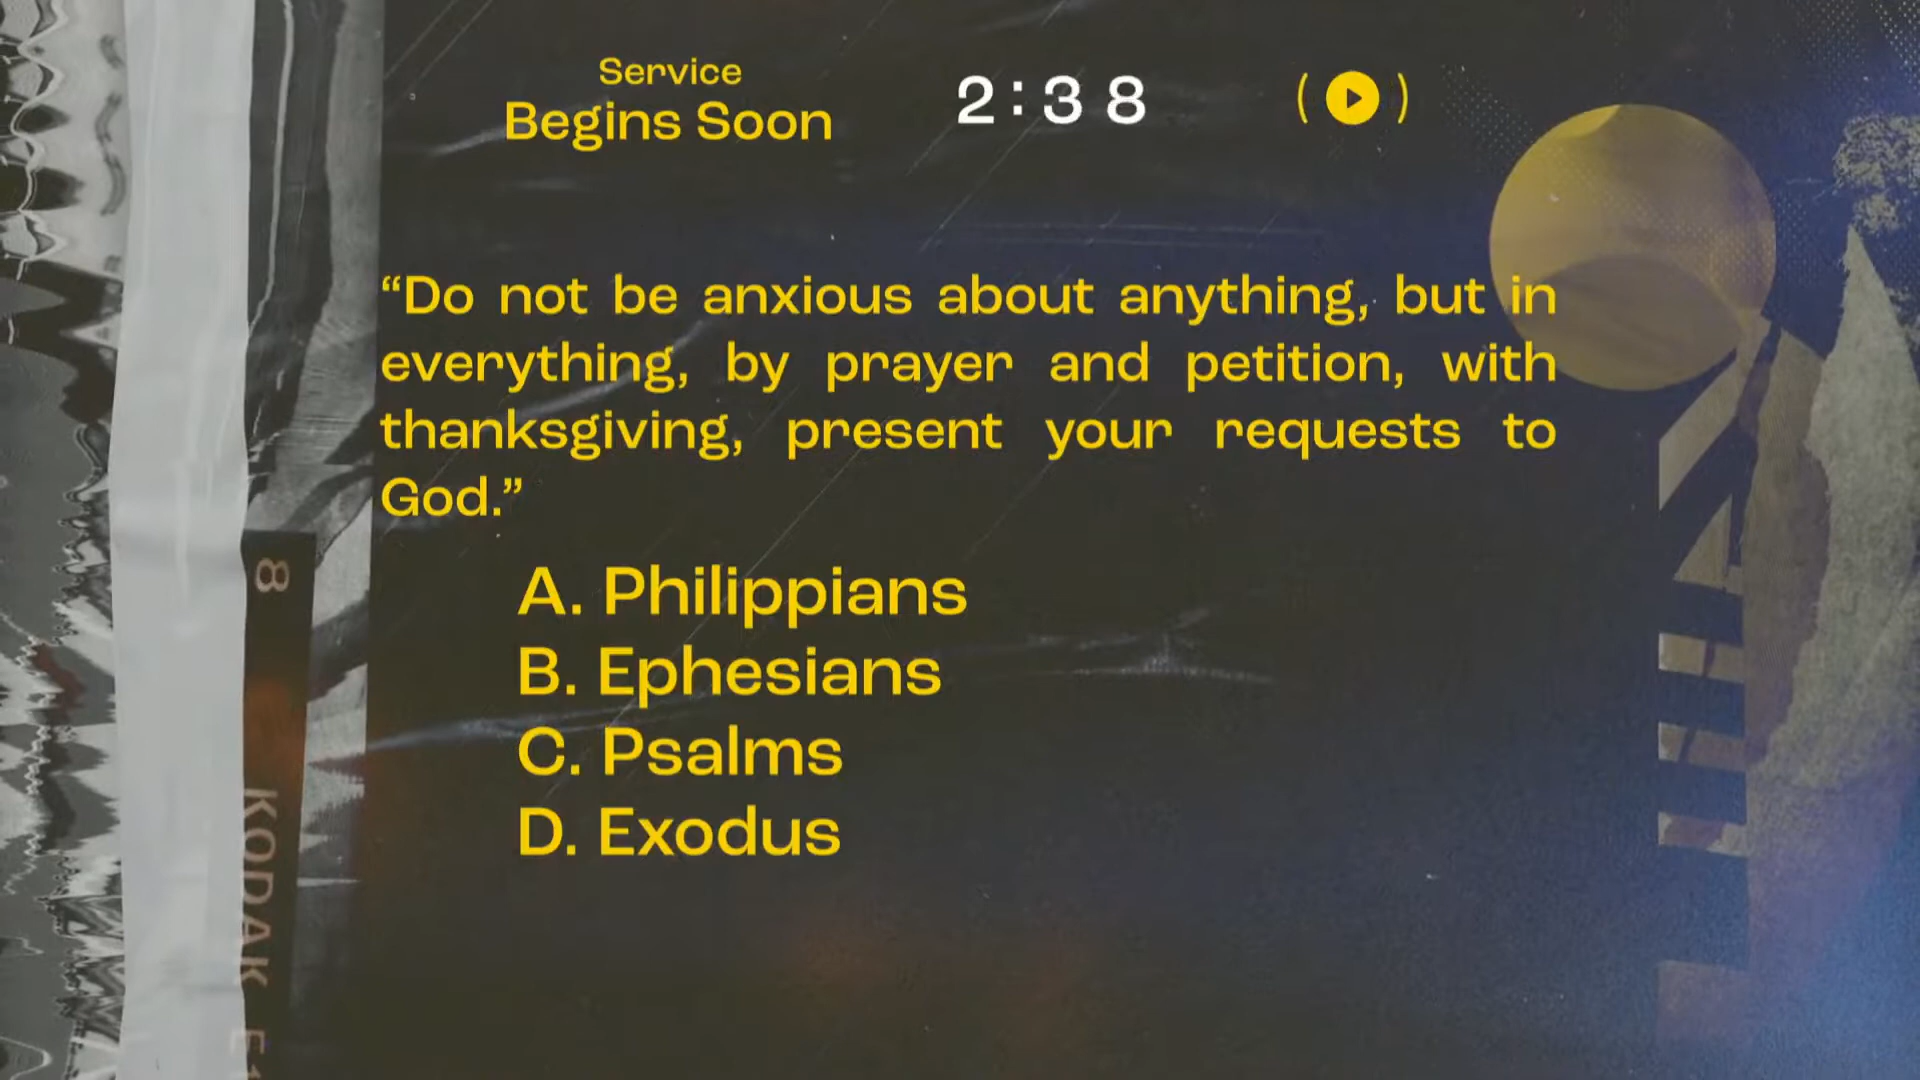 Service
Begins Soon
2:38
“Do not be anxious about anything, but in
everything, by prayer and petition, with
thanksgiving, present your requests to
God.”
A. Philippians
B. Ephesians
C. Psalms
D. Exodus
8
KODAK E1